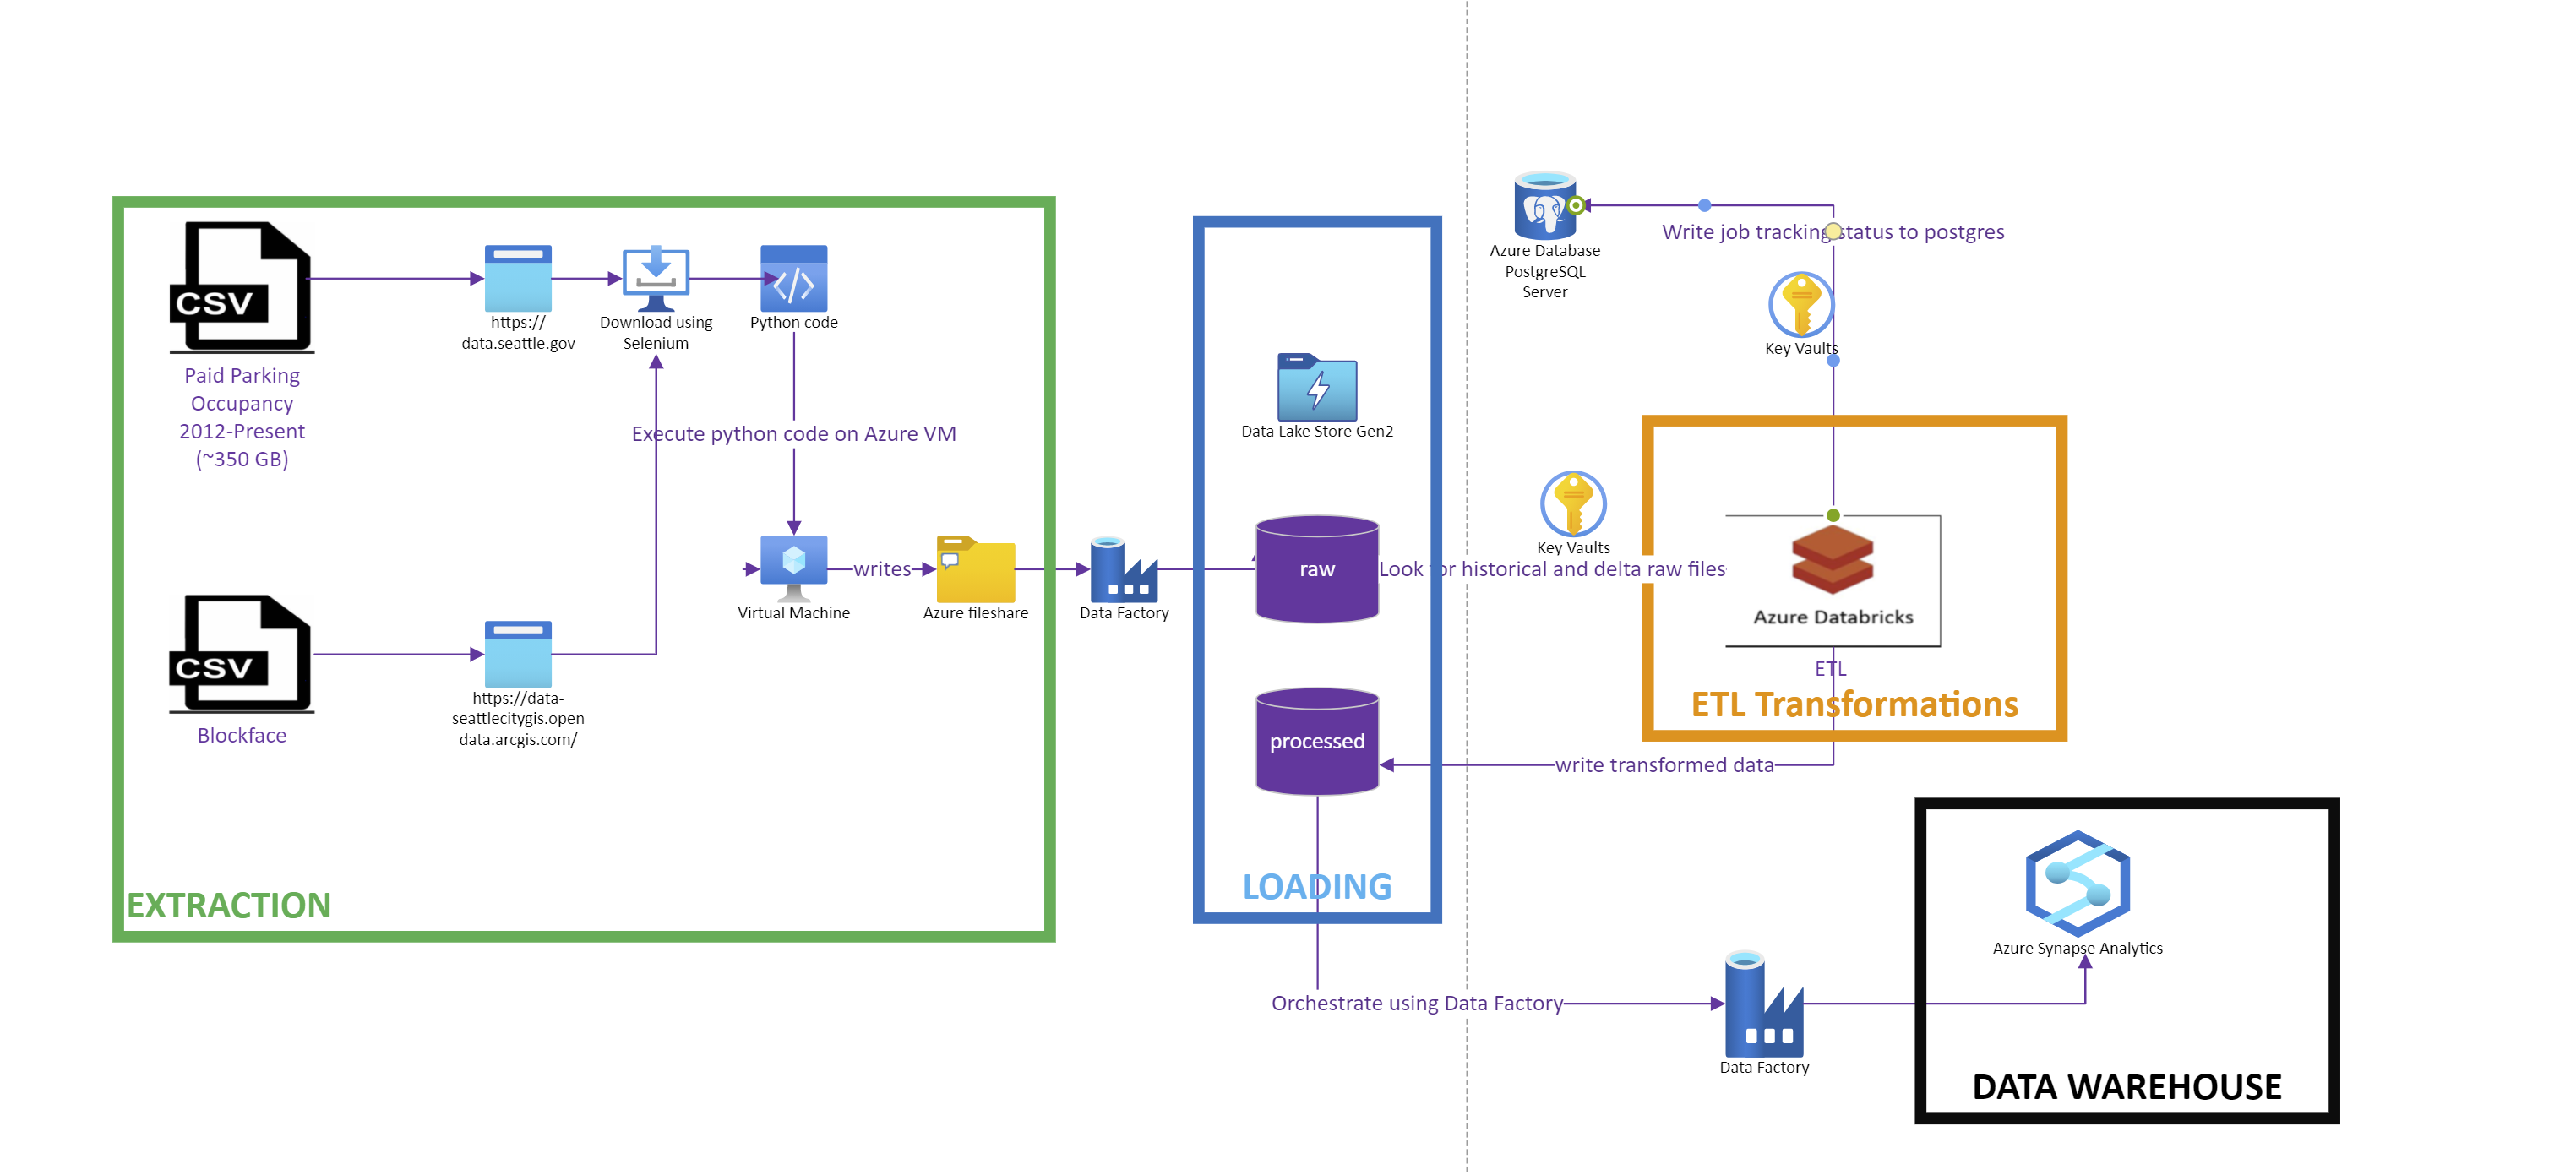 CSV
Paid Parking
Occupancy
2012-Present
(~350 GB)
https://
data.seattle.gov
Download using
Selenium
Python code
Execute python code on Azure VM
CSV
Blockface
https://data-
seattlecitygis.open
data.arcgis.com/
Virtual Machine
writes
Azure fileshare
EXTRACTION
Data Factory
Data Lake Store Gen2
raw
processed
LOADING
Azure Database
PostgreSQL
Server
Write job tracking status to postgres
Key Vaults
Key Vaults
Look for historical and delta raw files
Azure Databricks
ETL
ETL Transformations
write transformed data
Orchestrate using Data Factory
Data Factory
Azure Synapse Analytics
DATA WAREHOUSE